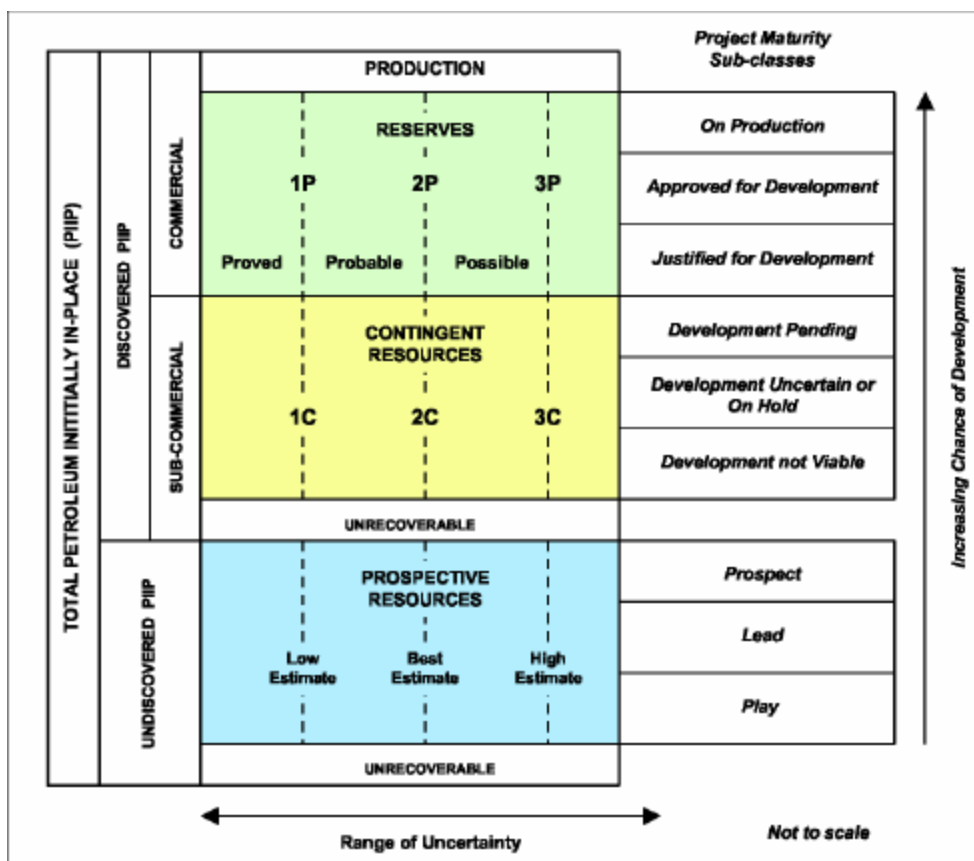 Project Maturity
Sub-classes
PRODUCTION
RESERVES
1P
2P
3P
Proved
Probable
Possible
On Production
Approved for Development
Justified for Development
CONTINGENT
RESOURCES
1C
2C
3C
Development Pending
Development Uncertain or
On Hold
Development not Viable
UNRECOVERABLE
PROSPECTIVE
RESOURCES
Low
Estimate
Best
Estimate
High
Estimate
Prospect
Lead
Play
UNRECOVERABLE
TOTAL PETROLEUM INITIALLY IN-PLACE (PIIP)
DISCOVERED PIIP
UNDISCOVERED PIIP
COMMERCIAL
SUB-COMMERCIAL
Increasing Chance of Development
Range of Uncertainty
Not to scale